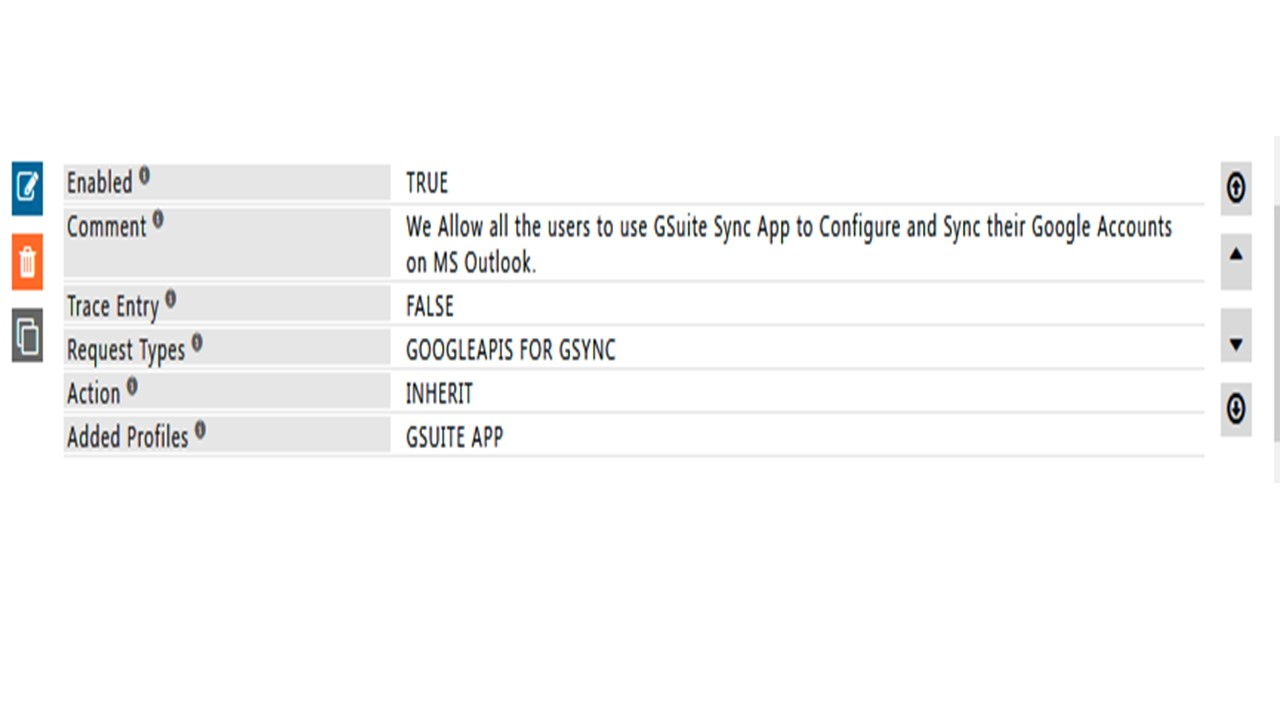 Enabled TRUE
Comment We Allow all the users to use GSuite Sync App to Configure and Sync their Google Accounts
on MS Outlook.
Trace Entry FALSE
Request Types GOOGLEAPIS FOR GSYNC
Action INHERIT
Added Profiles GSUITE APP